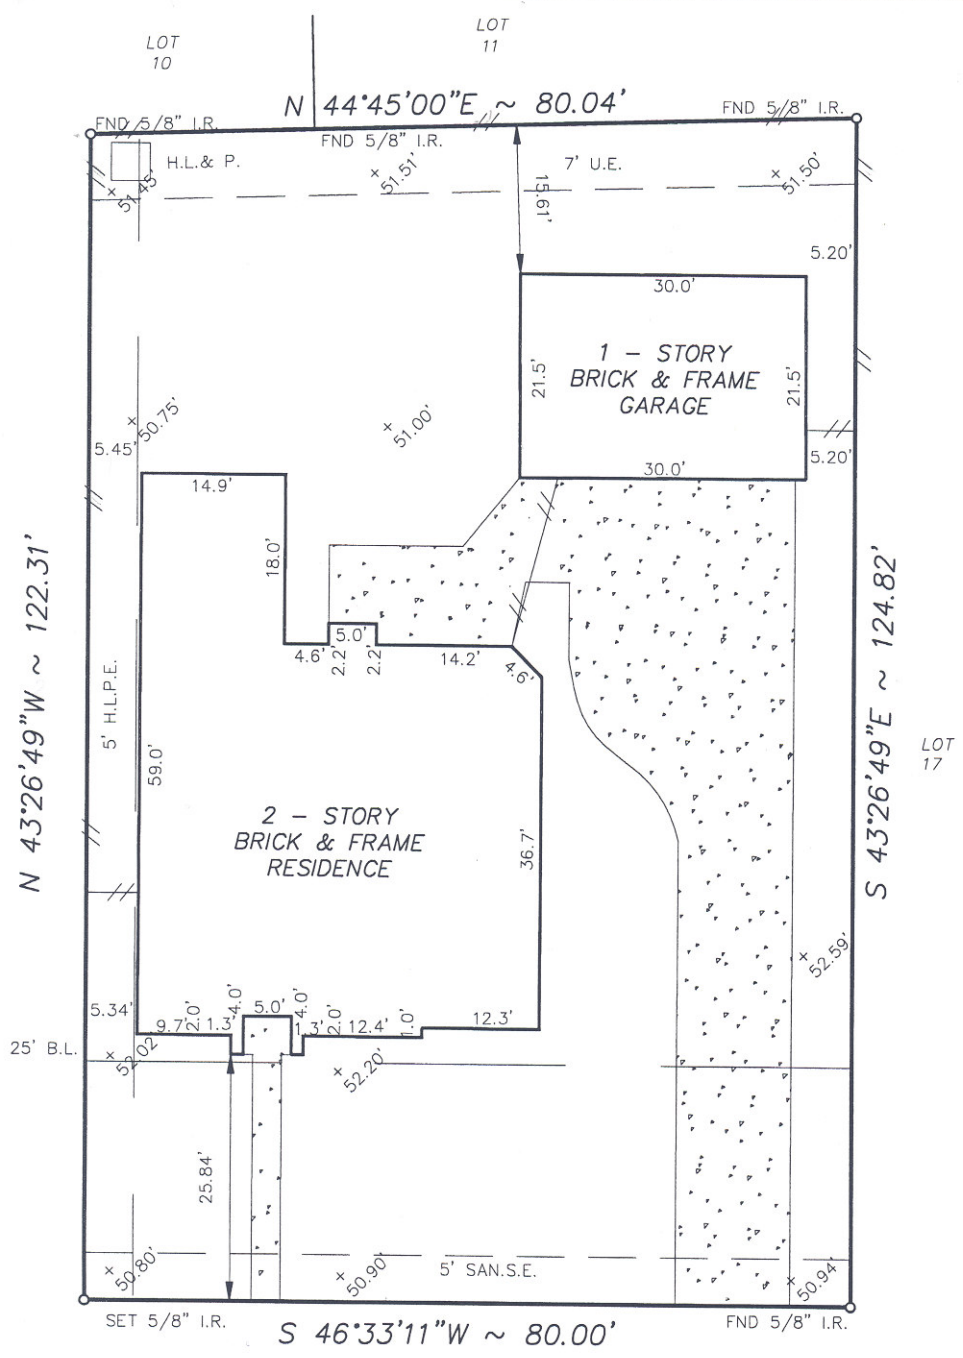 LOT
10
LOT
11
N 44°45'00"E ~ 80.04'
FND 5/8" I.R.
FND 5/8" I.R.
FND 5/8" I.R.
H.L.& P.
7' U.E.
51.45'
51.51'
51.50'
15.61'
5.20'
30.0'
1 - STORY
BRICK & FRAME
GARAGE
21.5'
21.5'
50.75'
51.00'
5.45'
5.20'
30.0'
14.9'
18.0'
N 43°26'49"W ~ 122.31'
S 43°26'49"E ~ 124.82'
5.0'
4.6'
2.2'
2.2'
14.2'
4.6'
5' H.L.P.E.
59.0'
LOT
17
2 - STORY
BRICK & FRAME
RESIDENCE
36.7'
52.59'
5.34'
9.7'
2.0'
1.3'
4.0'
5.0'
4.0'
1.3'
2.0'
12.4'
1.0'
12.3'
25' B.L.
52.02'
52.20'
25.84'
50.80'
50.90'
5' SAN.S.E.
50.94'
SET 5/8" I.R.
S 46°33'11"W ~ 80.00'
FND 5/8" I.R.